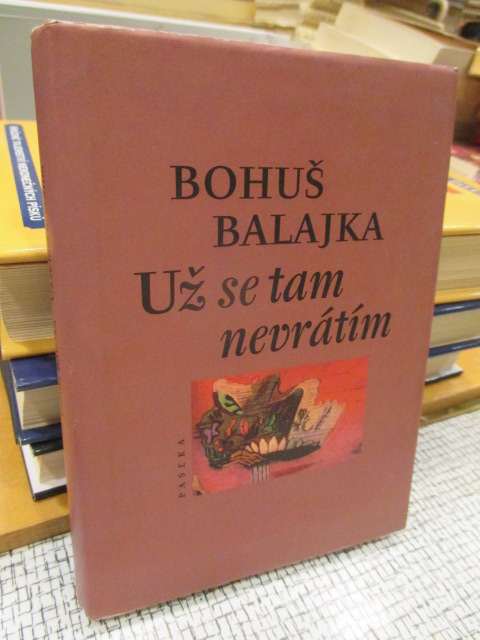 BOHUŠ
BALAJKA
Už se tam
nevrátím
PASEKA